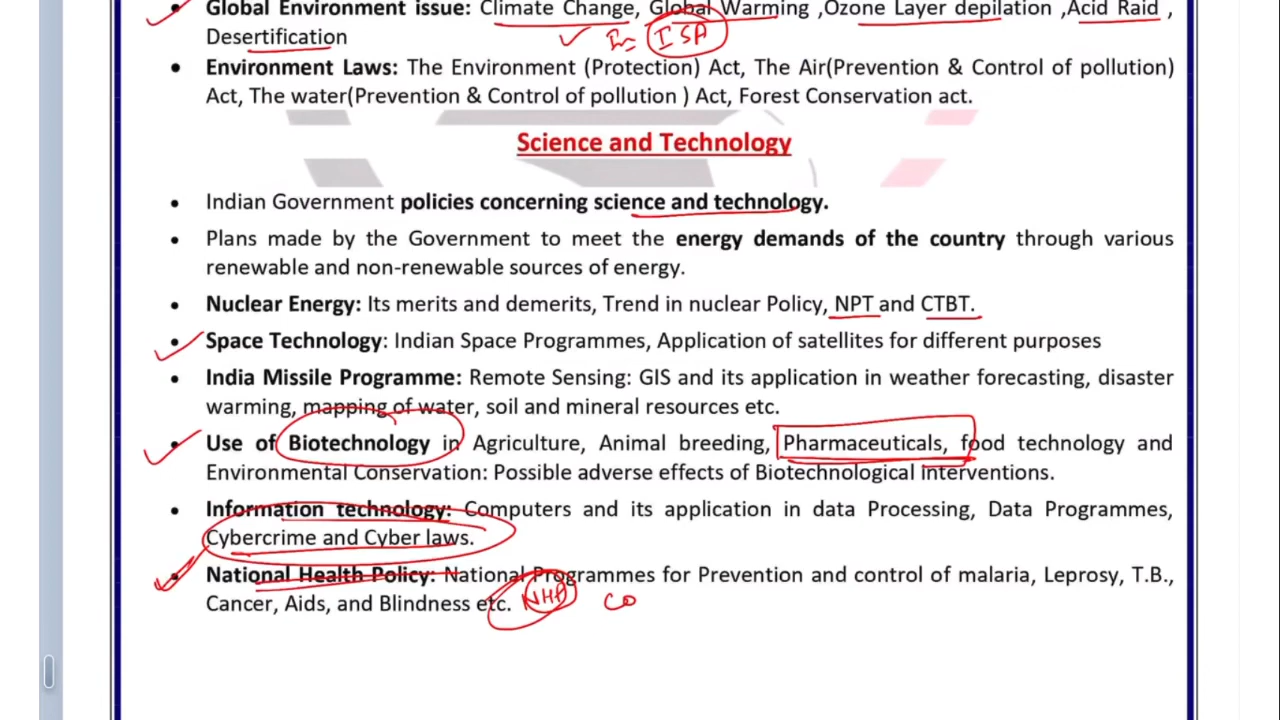 Global Environment issue: Climate Change, Global Warming ,Ozone Layer depilation ,Acid Raid ,
Desertification
ISA
Environment Laws: The Environment (Protection) Act, The Air(Prevention & Control of pollution)
Act, The water(Prevention & Control of pollution ) Act, Forest Conservation act.
Science and Technology
Indian Government policies concerning science and technology.
Plans made by the Government to meet the energy demands of the country through various
renewable and non-renewable sources of energy.
Nuclear Energy: Its merits and demerits, Trend in nuclear Policy, NPT and CTBT.
Space Technology: Indian Space Programmes, Application of satellites for different purposes
India Missile Programme: Remote Sensing: GIS and its application in weather forecasting, disaster
warming, mapping of water, soil and mineral resources etc.
Use of Biotechnology in Agriculture, Animal breeding, Pharmaceuticals, food technology and
Environmental Conservation: Possible adverse effects of Biotechnological Interventions.
Information technology: Computers and its application in data Processing, Data Programmes,
Cybercrime and Cyber laws.
National Health Policy: National Programmes for Prevention and control of malaria, Leprosy, T.B.,
Cancer, Aids, and Blindness etc. NHA co